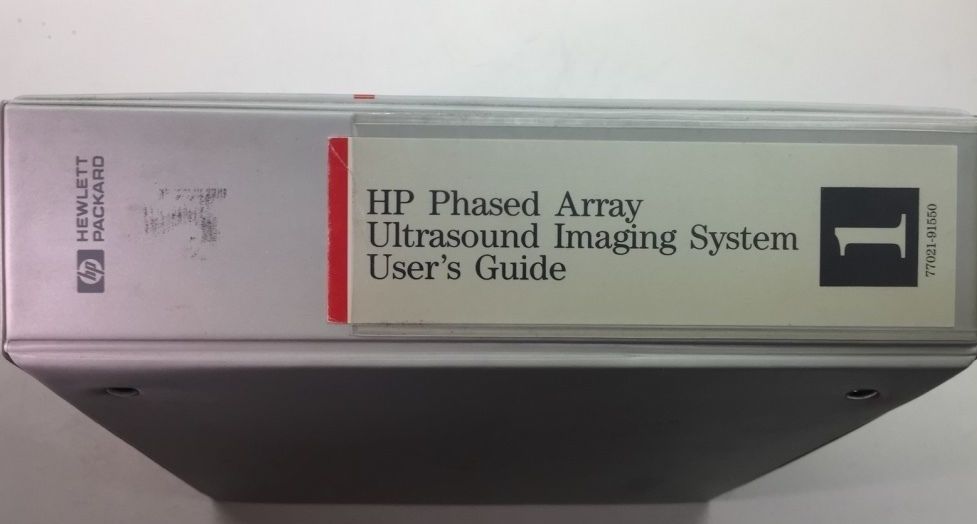 hp HEWLETT
PACKARD
HP Phased Array
Ultrasound Imaging System
User's Guide
1
77021-91550